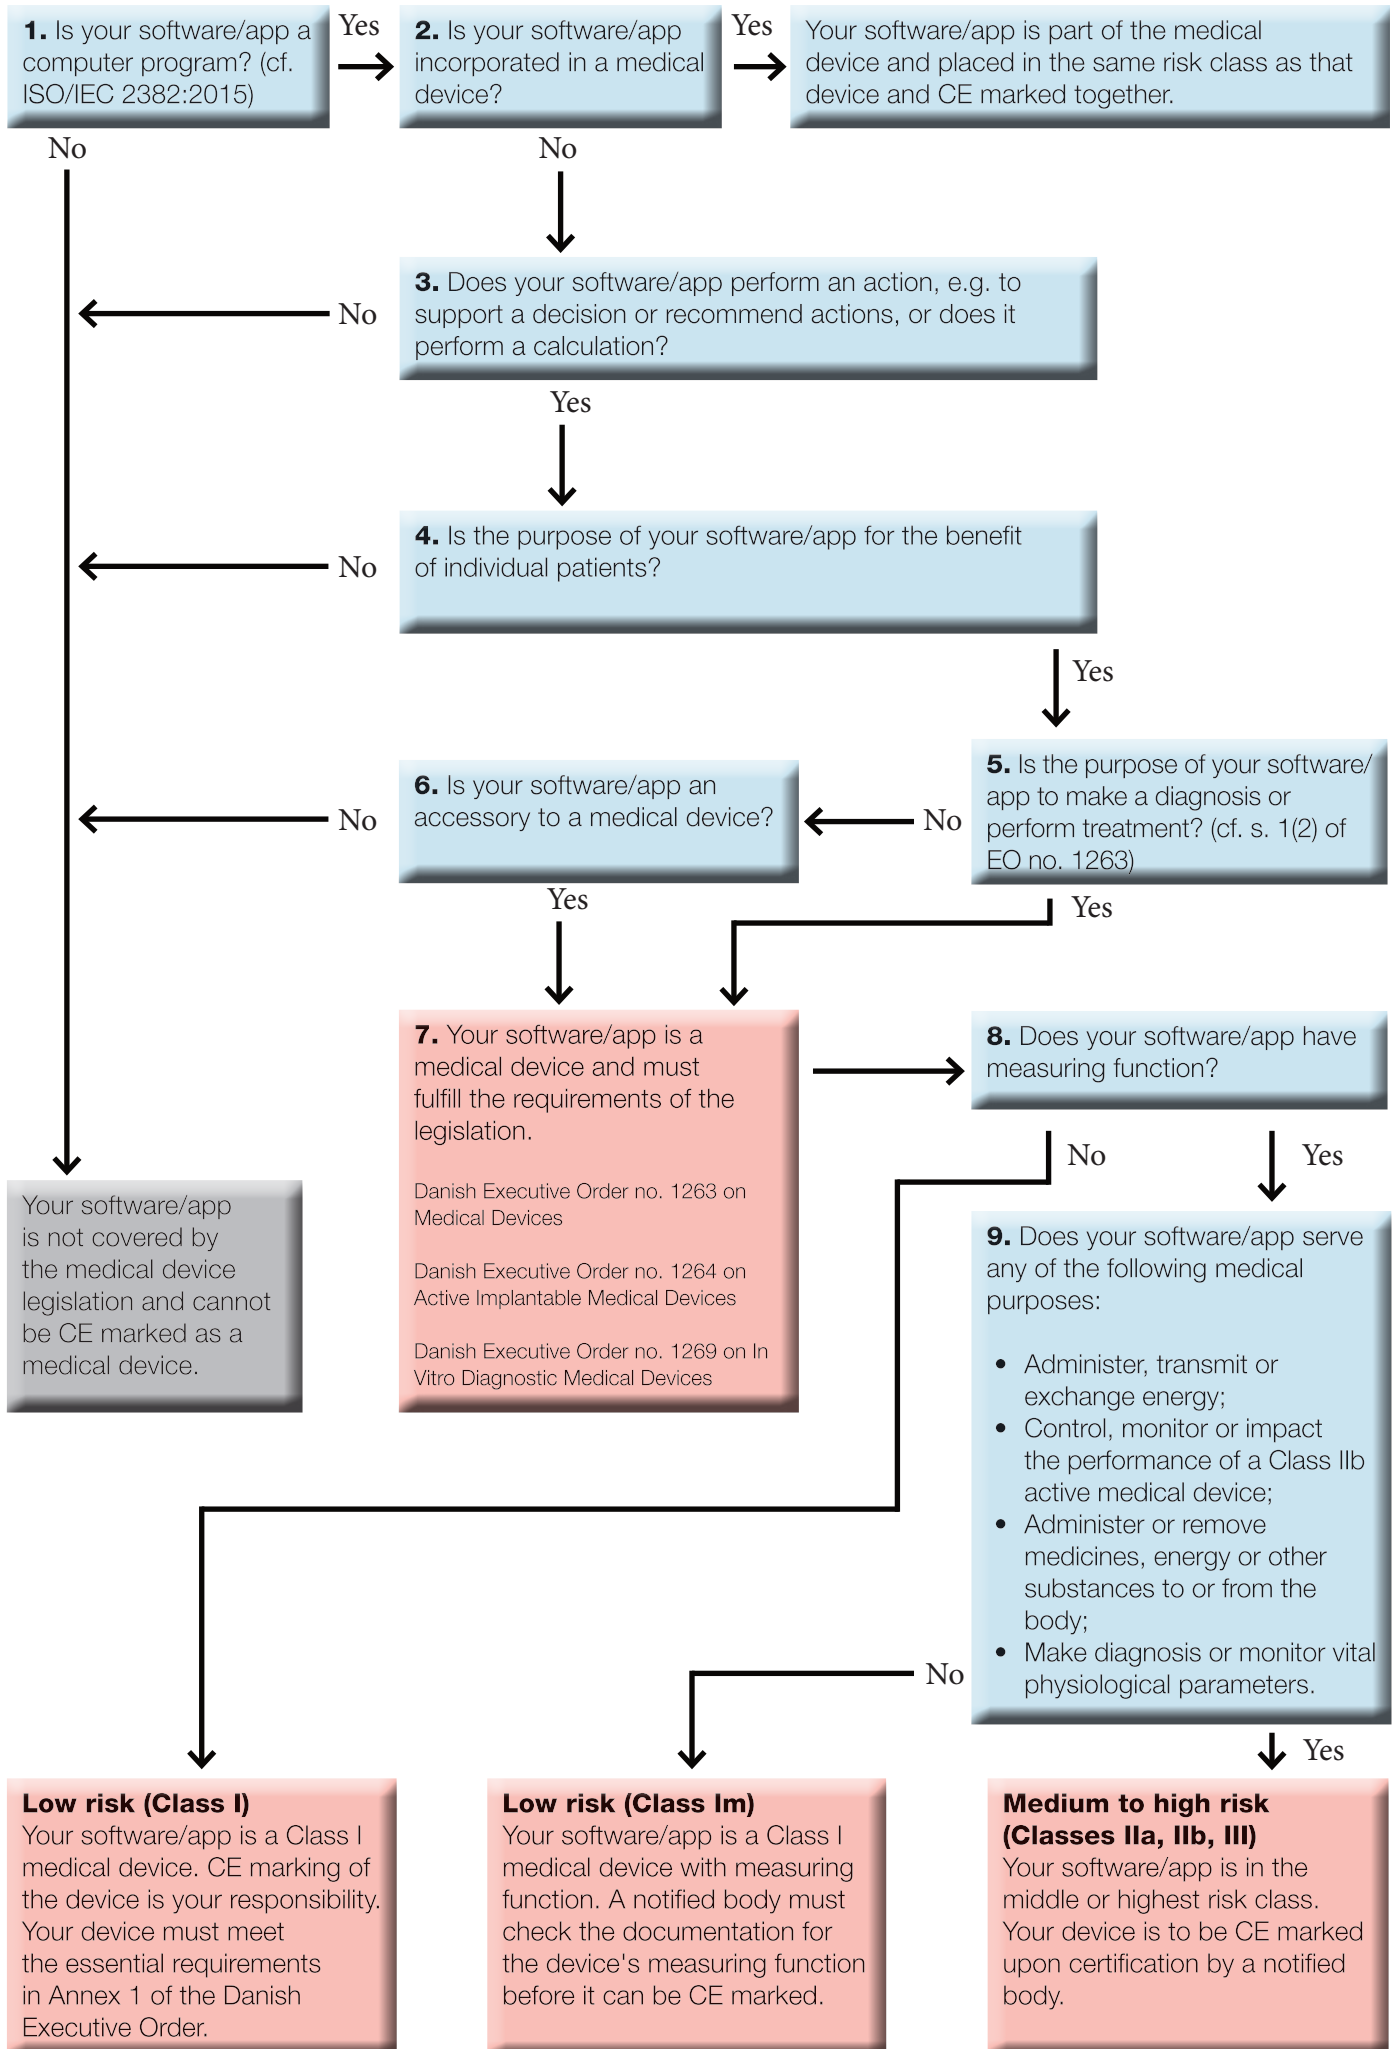 1. Is your software/app a
computer program? (cf.
ISO/IEC 2382:2015)
Yes
2. Is your software/app
incorporated in a medical
device?
Yes
Your software/app is part of the medical
device and placed in the same risk class as that
device and CE marked together.
No
No
3. Does your software/app perform an action, e.g. to
support a decision or recommend actions, or does it
perform a calculation?
No
Yes
4. Is the purpose of your software/app for the benefit
of individual patients?
No
Yes
5. Is the purpose of your software/
app to make a diagnosis or
perform treatment? (cf. s. 1(2) of
EO no. 1263)
No
6. Is your software/app an
accessory to a medical device?
No
Yes
Yes
7. Your software/app is a
medical device and must
fulfill the requirements of the
legislation.
Danish Executive Order no. 1263 on
Medical Devices
Danish Executive Order no. 1264 on
Active Implantable Medical Devices
Danish Executive Order no. 1269 on In
Vitro Diagnostic Medical Devices
8. Does your software/app have
measuring function?
No
Yes
Your software/app
is not covered by
the medical device
legislation and cannot
be CE marked as a
medical device.
9. Does your software/app serve
any of the following medical
purposes:
• Administer, transmit or
exchange energy;
• Control, monitor or impact
the performance of a Class IIb
active medical device;
• Administer or remove
medicines, energy or other
substances to or from the
body;
• Make diagnosis or monitor vital
physiological parameters.
No
Yes
Low risk (Class I)
Your software/app is a Class I
medical device. CE marking of
the device is your responsibility.
Your device must meet
the essential requirements
in Annex 1 of the Danish
Executive Order.
Low risk (Class Im)
Your software/app is a Class I
medical device with measuring
function. A notified body must
check the documentation for
the device's measuring function
before it can be CE marked.
Medium to high risk
(Classes IIa, IIb, III)
Your software/app is in the
middle or highest risk class.
Your device is to be CE marked
upon certification by a notified
body.